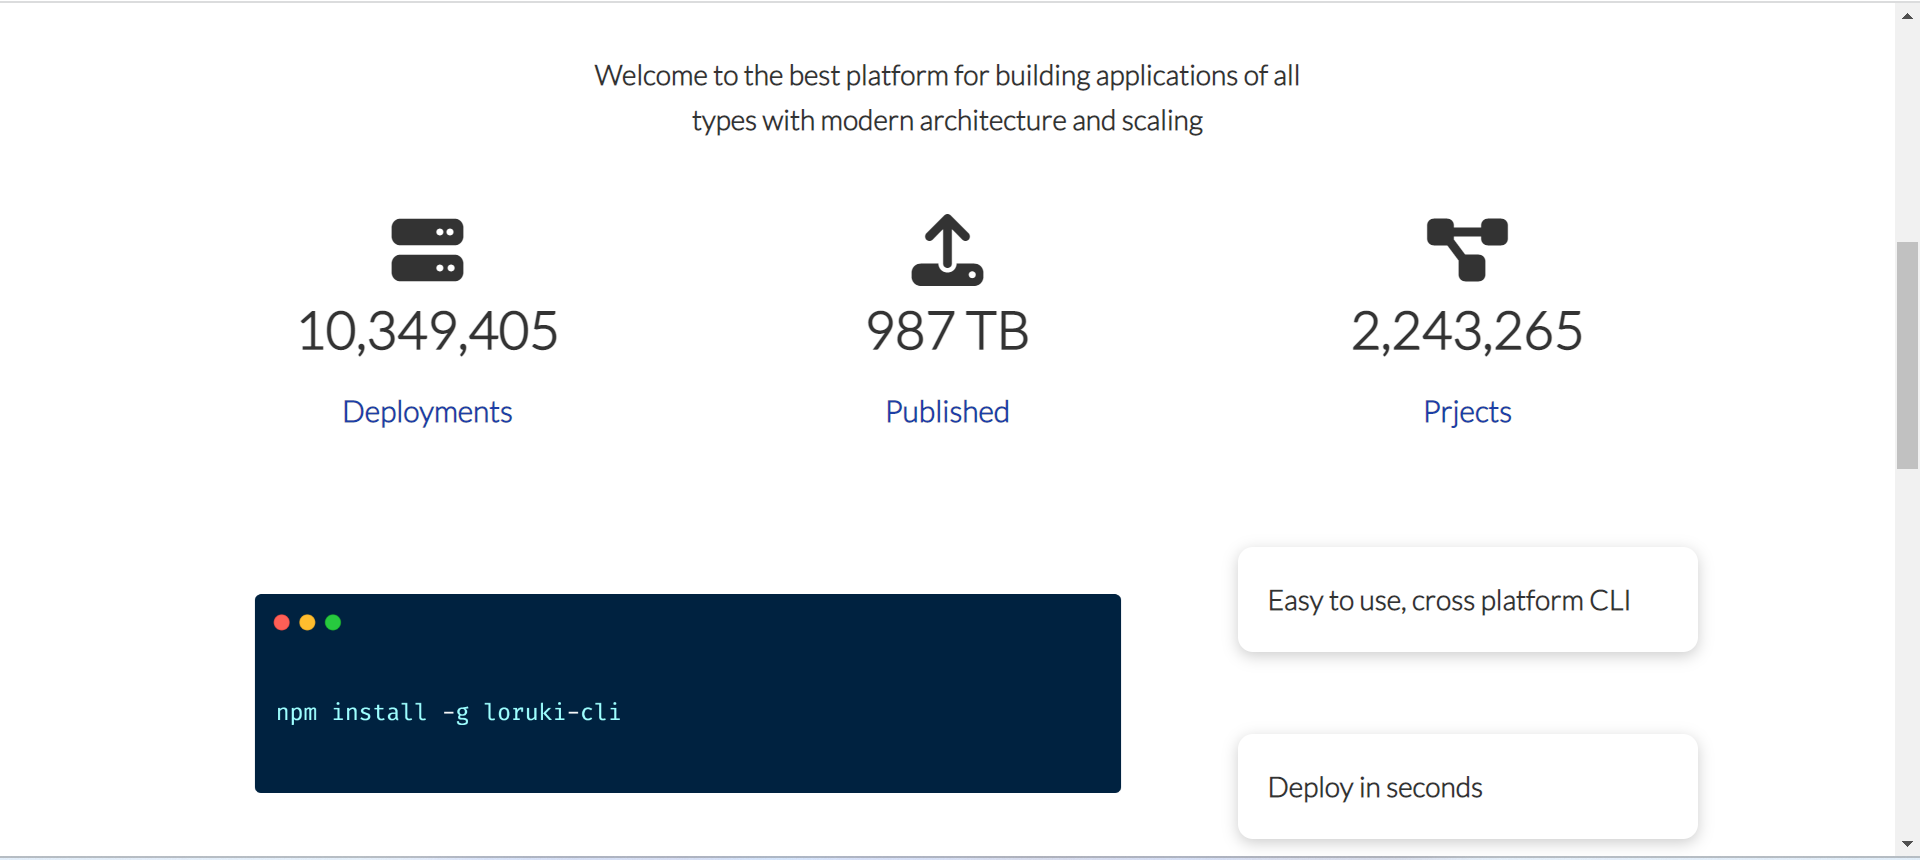 Welcome to the best platform for building applications of all
types with modern architecture and scaling
10,349,405
Deployments
987 TB
Published
2,243,265
Prjects
npm install -g loruki-cli
Easy to use, cross platform CLI
Deploy in seconds